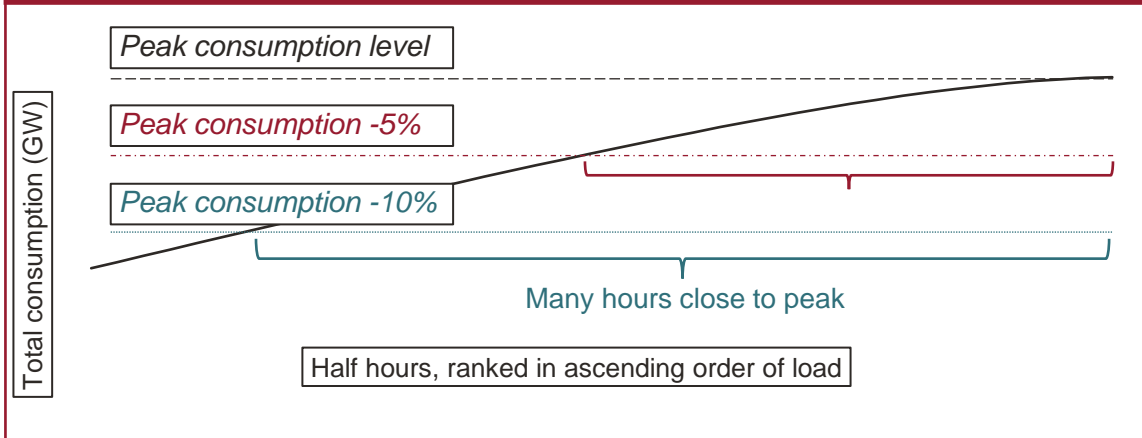 Peak consumption level
Total consumption (GW)
Peak consumption -5%
Peak consumption -10%
Many hours close to peak
Half hours, ranked in ascending order of load